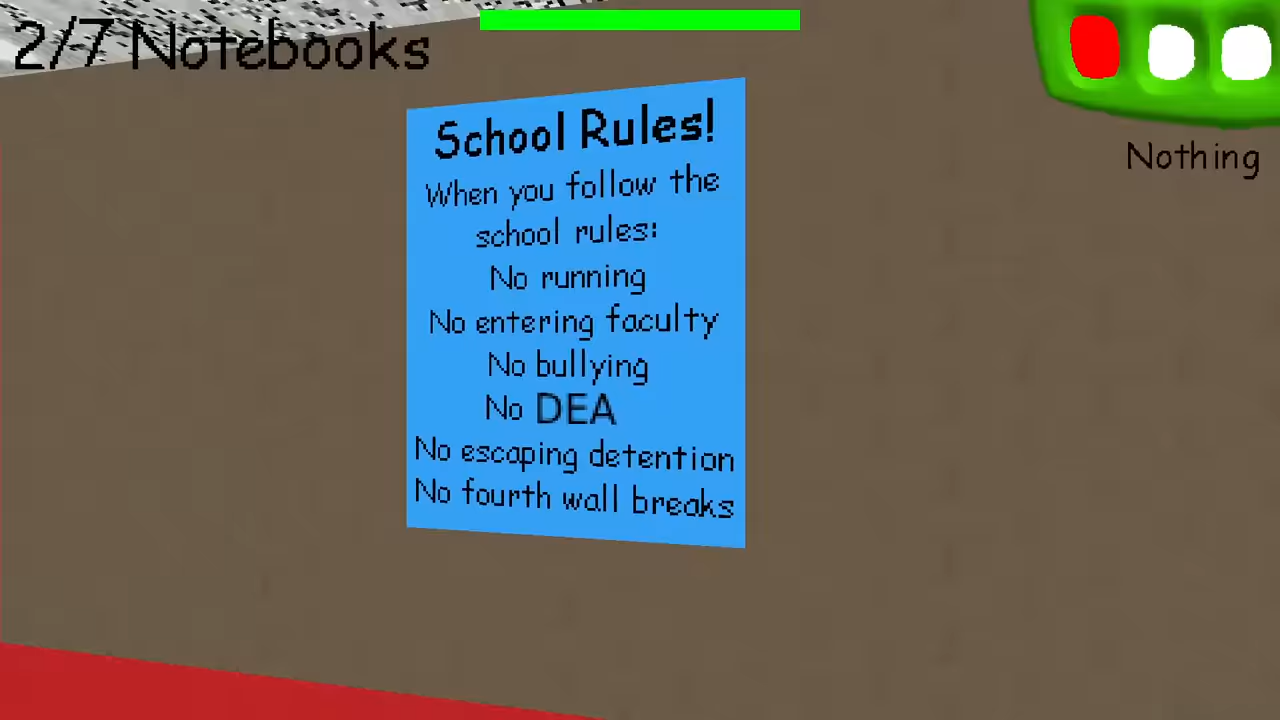 2/7 Notebooks
Nothing
School Rules!
When you follow the
school rules:
No running
No entering faculty
No bullying
No DEA
No escaping detention
No fourth wall breaks